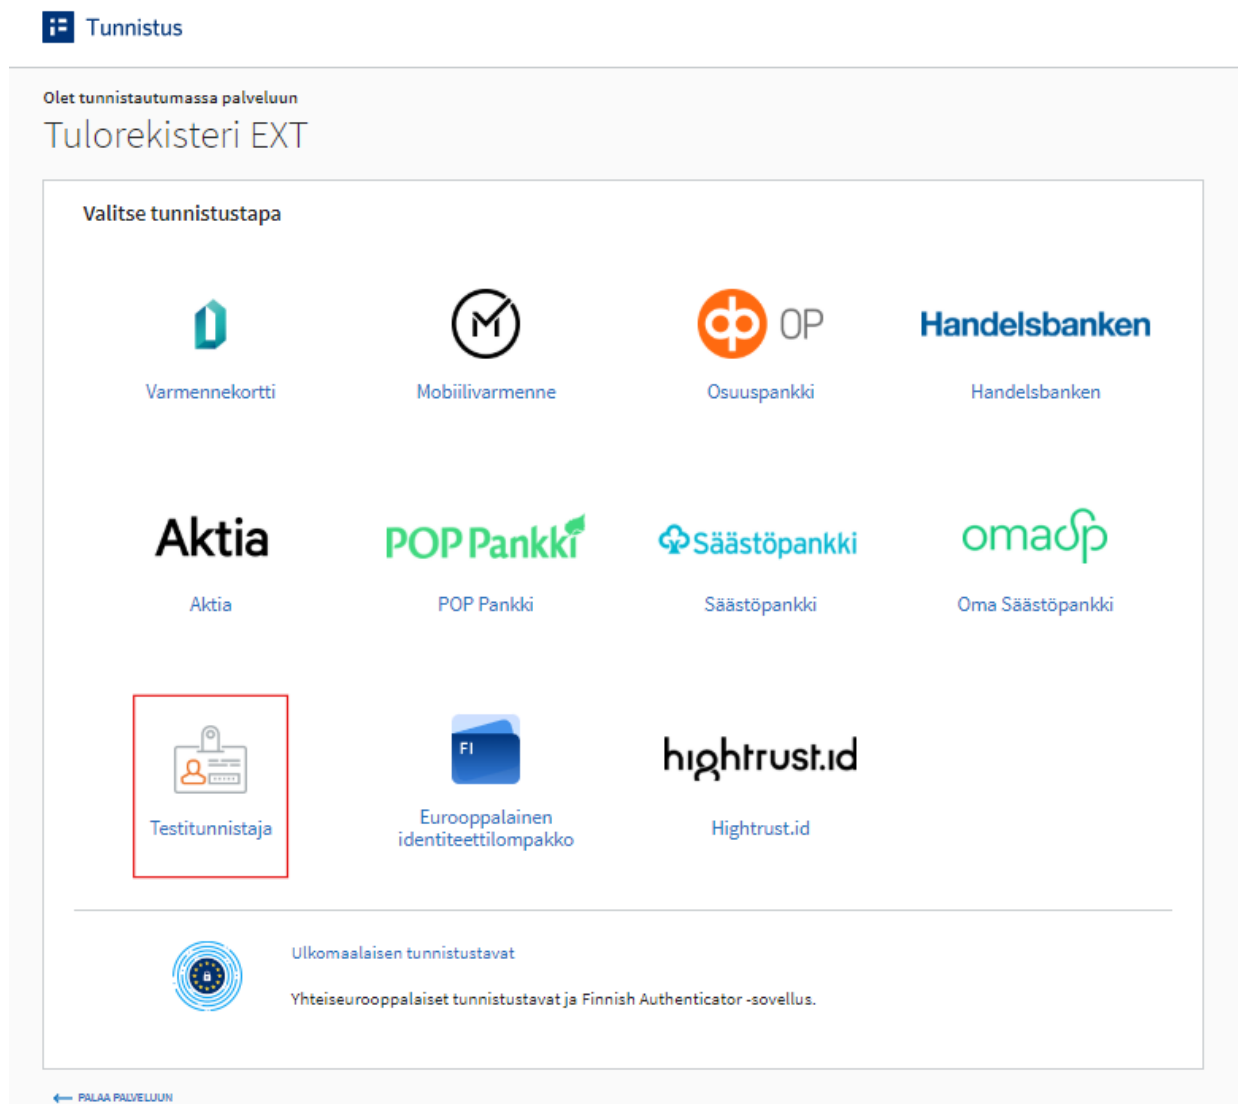 Tunnistus
Olet tunnistautumassa palveluun
Tulorekisteri EXT
Valitse tunnistustapa
OP
Handelsbanken
Varmennekortti
Mobiilivarmenne
Osuuspankki
Handelsbanken
Aktia
POP Pankki
Säästöpankki
omasp
Aktia
POP Pankki
Säästöpankki
Oma Säästöpankki
FI
hightrust.id
Testitunnistaja
Eurooppalainen
identiteettilompakko
Hightrust.id
Ulkomaalaisen tunnistustavat
Yhteiseurooppalaiset tunnistustavat ja Finnish Authenticator -sovellus.
PALAA PALVELUUN